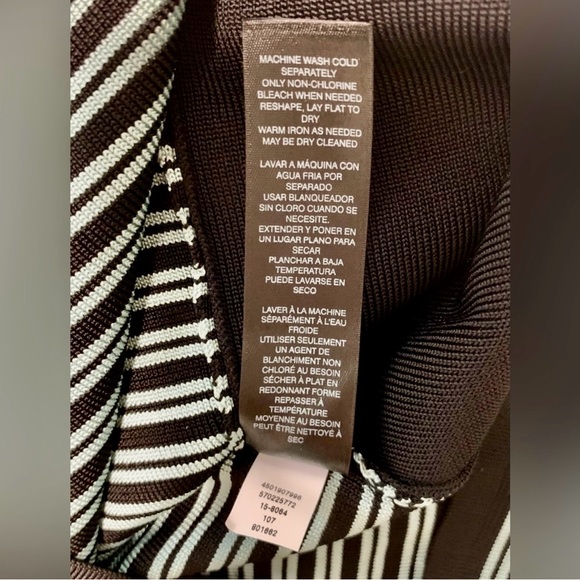 MACHINE WASH COLD
SEPARATELY
ONLY NON-CHLORINE
BLEACH WHEN NEEDED
RESHAPE, LAY FLAT TO
DRY
WARM IRON AS NEEDED
MAY BE DRY CLEANED
LAVAR A MÁQUINA CON
AGUA FRIA POR
SEPARADO
USAR BLANQUEADOR
SIN CLORO CUANDO SE
NECESITE.
EXTENDER Y PONER EN
UN LUGAR PLANO PARA
SECAR
PLANCHAR A BAJA
TEMPERATURA
PUEDE LAVARSE EN
SECO
LAVER À LA MACHINE
SÉPARÉMENT À L'EAU
FROIDE
UTILISER SEULEMENT
UN AGENT DE
BLANCHIMENT NON
CHLORÉ AU BESOIN
SÉCHER À PLAT EN
REDONNANT FORME
REPASSER À
TEMPÉRATURE
MOYENNE AU BESOIN
PEUT ÊTRE NETTOYÉ À
SEC
4601907998
570225772
15-8064
107
801882